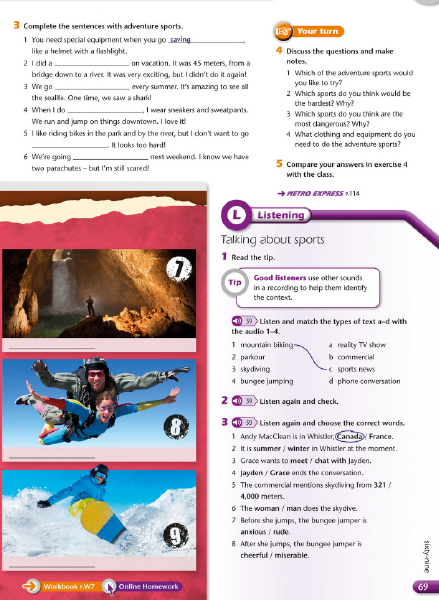 3 Complete the sentences with adventure sports.
1 You need special equipment when you go caving,
like a helmet with a flashlight.
2 I did a ____ on vacation. It was 45 meters, from a
bridge down to a river. It was very exciting, but I didn't do it again!
3 We go ____ every summer. It's amazing to see all
the sealife. One time, we saw a shark!
4 When I do ____, I wear sneakers and sweatpants.
We run and jump on things downtown. I love it!
5 I like riding bikes in the park and by the river, but I don't want to go
____. It looks too hard!
6 We're going ____ next weekend. I know we have
two parachutes – but I'm still scared!
7
8
9
Workbook P.W7
Online Homework
Your turn
4 Discuss the questions and make
notes.
1 Which of the adventure sports would
you like to try?
2 Which sports do you think would be
the hardest? Why?
3 Which sports do you think are the
most dangerous? Why?
4 What clothing and equipment do you
need to do the adventure sports?
5 Compare your answers in exercise 4
with the class.
→ METRO EXPRESS P.114
L Listening
Talking about sports
1 Read the tip.
Tip
Good listeners use other sounds
in a recording to help them identify
the context.
59 Listen and match the types of text a–d with
the audio 1–4.
1 mountain biking a reality TV show
2 parkour b commercial
3 skydiving c sports news
4 bungee jumping d phone conversation
2 59 Listen again and check.
3 59 Listen again and choose the correct words.
1 Andy MacClean is in Whistler, Canada / France.
2 It is summer / winter in Whistler at the moment.
3 Grace wants to meet / chat with Jayden.
4 Jayden / Grace ends the conversation.
5 The commercial mentions skydiving from 321 /
4,000 meters.
6 The woman / man does the skydive.
7 Before she jumps, the bungee jumper is
anxious / rude.
8 After she jumps, the bungee jumper is
cheerful / miserable.
sixty-nine
69